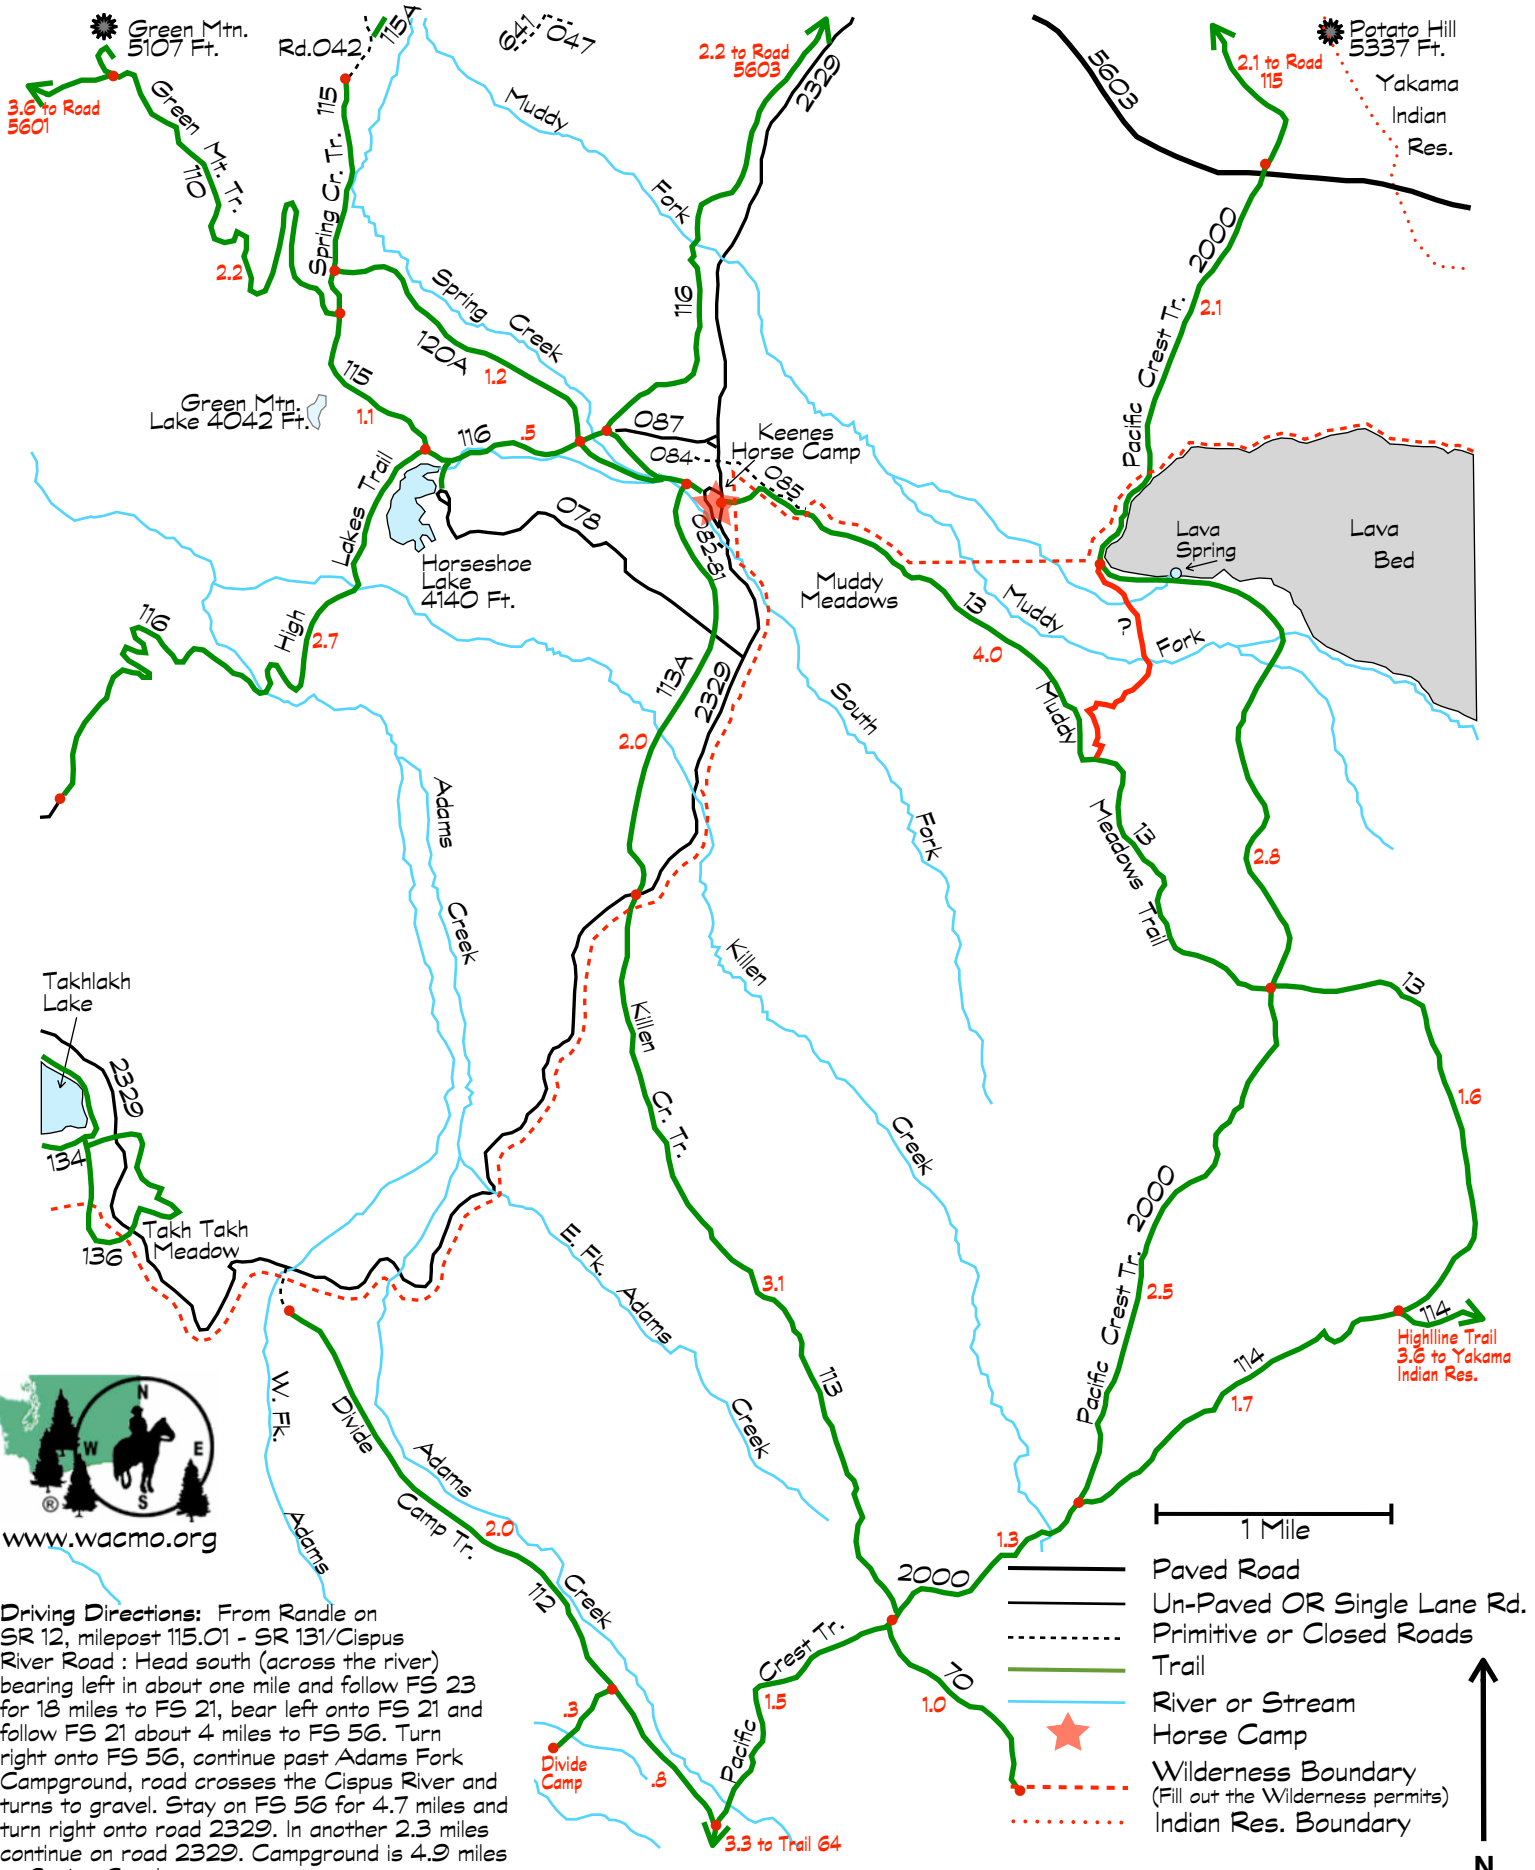 Green Mtn.
5107 Ft.
Rd.042
115A
641
047
2.2 to Road
5603
2329
5603
2.1 to Road
115
Potato Hill
5337 Ft.
Yakama
Indian
Res.
3.6 to Road
5601
Green Mt. Tr.
110
2.2
Spring Cr. Tr. 115
Muddy
Fork
Spring Creek
120A
1.2
116
Pacific Crest Tr. 2000
2.1
115
1.1
Green Mtn.
Lake 4042 Ft.
116
.5
087
084
Keenes
Horse Camp
085
082-81
078
High Lakes Trail
2.7
Horseshoe
Lake
4140 Ft.
116
Muddy
Meadows
13
4.0
Muddy
Fork
?
Lava
Spring
Lava
Bed
113A
2329
2.0
South
Fork
Muddy
Meadows Trail
13
2.8
Adams
Creek
Killen
Creek
Takhlakh
Lake
2329
134
136
Takh Takh
Meadow
Killen
Cr. Tr.
3.1
113
13
1.6
E. Fk. Adams
Creek
Pacific Crest Tr. 2000
2.5
114
1.7
114
Highlline Trail
3.6 to Yakama
Indian Res.
W. Fk.
Adams
Divide
Camp Tr.
Adams
Creek
2.0
112
N
W
E
S
®
www.wacmo.org
1.3
2000
Pacific Crest Tr.
1.5
70
1.0
.3
Divide
Camp
.8
3.3 to Trail 64
1 Mile
Paved Road
Un-Paved OR Single Lane Rd.
Primitive or Closed Roads
Trail
River or Stream
Horse Camp
Wilderness Boundary
(Fill out the Wilderness permits)
Indian Res. Boundary
N
Driving Directions: From Randle on
SR 12, milepost 115.01 - SR 131/Cispus
River Road : Head south (across the river)
bearing left in about one mile and follow FS 23
for 18 miles to FS 21, bear left onto FS 21 and
follow FS 21 about 4 miles to FS 56. Turn
right onto FS 56, continue past Adams Fork
Campground, road crosses the Cispus River and
turns to gravel. Stay on FS 56 for 4.7 miles and
turn right onto road 2329. In another 2.3 miles
continue on road 2329. Campground is 4.9 miles